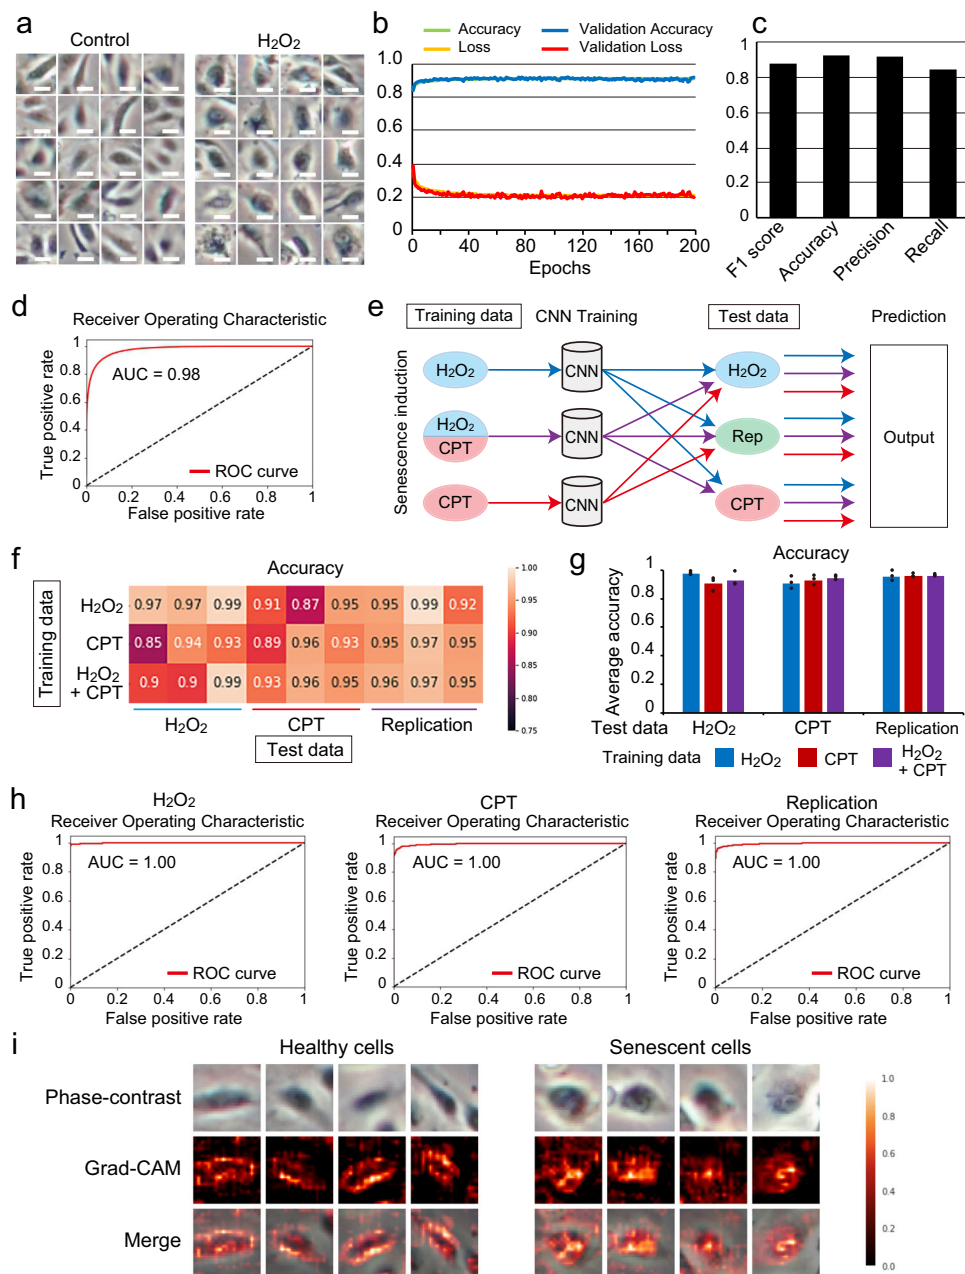 a
Control
H2O2
b
Accuracy
Validation Accuracy
Loss
Validation Loss
1.0
0.8
0.6
0.4
0.2
0
0 40 80 120 160 200
Epochs
c
1.0
0.8
0.6
0.4
0.2
0
F1 score
Accuracy
Precision
Recall
d
Receiver Operating Characteristic
True positive rate
1
0.8
0.6
0.4
0.2
0
AUC = 0.98
ROC curve
0 0.2 0.4 0.6 0.8 1
False positive rate
e
Training data
CNN Training
Test data
Prediction
Senescence induction
H2O2
CNN
H2O2
H2O2
CPT
CNN
Rep
Output
CPT
CNN
CPT
f
Accuracy
Training data
H2O2
0.97 0.97 0.99 0.91 0.87 0.95 0.95 0.99 0.92
CPT
0.85 0.94 0.93 0.89 0.96 0.93 0.95 0.97 0.95
H2O2
+ CPT
0.9 0.9 0.99 0.93 0.96 0.95 0.96 0.97 0.95
H2O2
CPT
Replication
Test data
1.00
0.95
0.90
0.85
0.80
0.75
g
Accuracy
Average accuracy
1
0.8
0.6
0.4
0.2
0
Test data
H2O2
CPT
Replication
Training data
H2O2
CPT
H2O2
+ CPT
h
H2O2
Receiver Operating Characteristic
True positive rate
1
0.8
0.6
0.4
0.2
0
AUC = 1.00
ROC curve
0 0.2 0.4 0.6 0.8 1
False positive rate
CPT
Receiver Operating Characteristic
True positive rate
1
0.8
0.6
0.4
0.2
0
AUC = 1.00
ROC curve
0 0.2 0.4 0.6 0.8 1
False positive rate
Replication
Receiver Operating Characteristic
True positive rate
1
0.8
0.6
0.4
0.2
0
AUC = 1.00
ROC curve
0 0.2 0.4 0.6 0.8 1
False positive rate
i
Healthy cells
Senescent cells
Phase-contrast
Grad-CAM
Merge
1.0
0.8
0.6
0.4
0.2
0.0